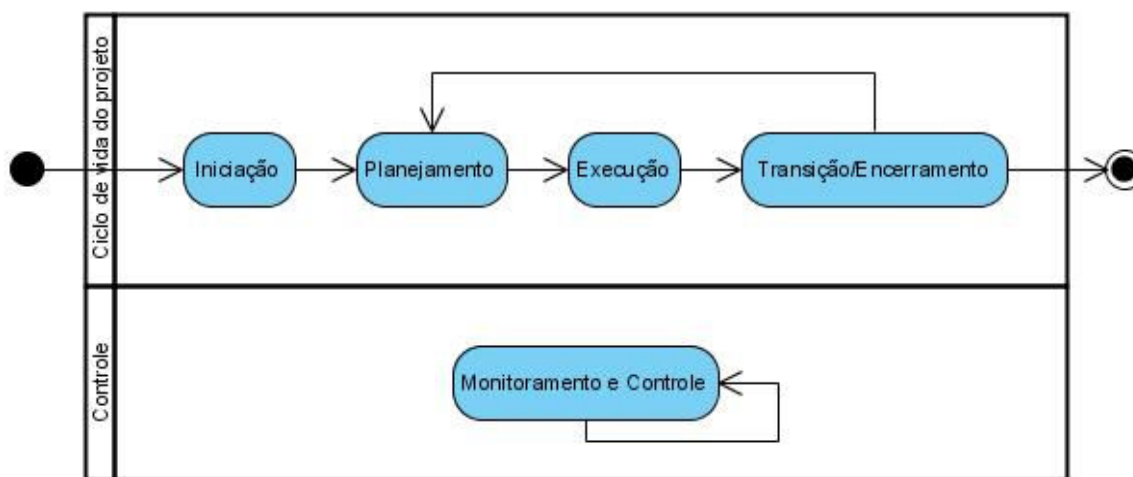 Ciclo de vida do projeto
Iniciação
Planejamento
Execução
Transição/Encerramento
Controle
Monitoramento e Controle